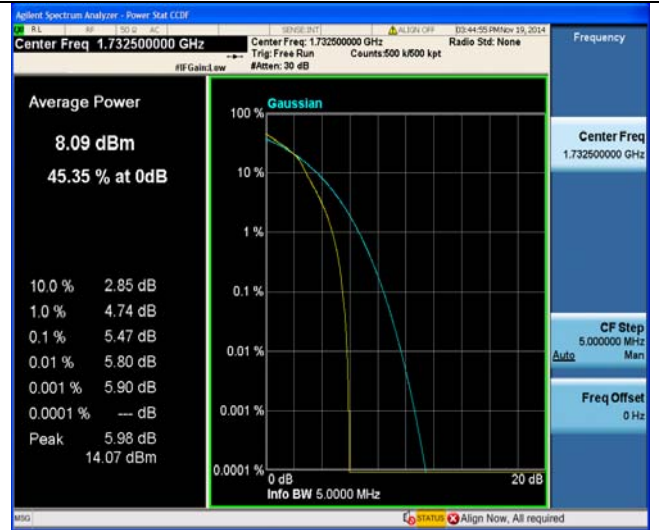 Agilent Spectrum Analyzer - Power Stat CCDF
RL RF 50 Ω AC SENSE:INT ALIGN OFF 03:44:55 PM Nov 19, 2014
Center Freq 1.732500000 GHz
Center Freq: 1.732500000 GHz Radio Std: None
Trig: Free Run Counts:500 k/500 kpt
#IFGain:Low #Atten: 30 dB
Frequency
Average Power
8.09 dBm
45.35 % at 0dB
10.0 % 2.85 dB
1.0 % 4.74 dB
0.1 % 5.47 dB
0.01 % 5.80 dB
0.001 % 5.90 dB
0.0001 % --- dB
Peak 5.98 dB
14.07 dBm
Gaussian
100 %
10 %
1 %
0.1 %
0.01 %
0.001 %
0.0001 %
0 dB 20 dB
Info BW 5.0000 MHz
Center Freq
1.732500000 GHz
CF Step
5.000000 MHz
Auto Man
Freq Offset
0 Hz
MSG STATUS Align Now, All required